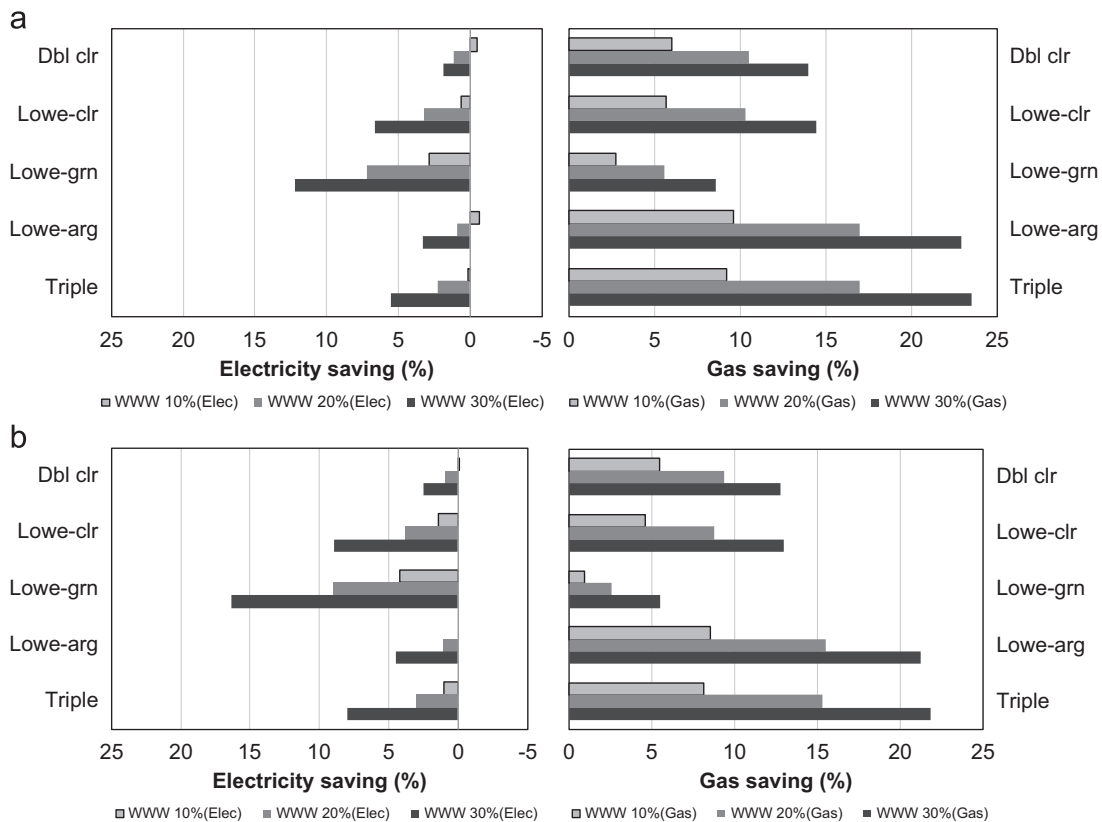 a
Dbl clr
Lowe-clr
Lowe-grn
Lowe-arg
Triple
25 20 15 10 5 0 -5
Electricity saving (%)
WWW 10%(Elec) WWW 20%(Elec) WWW 30%(Elec)
Dbl clr
Lowe-clr
Lowe-grn
Lowe-arg
Triple
0 5 10 15 20 25
Gas saving (%)
WWW 10%(Gas) WWW 20%(Gas) WWW 30%(Gas)
b
Dbl clr
Lowe-clr
Lowe-grn
Lowe-arg
Triple
25 20 15 10 5 0 -5
Electricity saving (%)
WWW 10%(Elec) WWW 20%(Elec) WWW 30%(Elec)
Dbl clr
Lowe-clr
Lowe-grn
Lowe-arg
Triple
0 5 10 15 20 25
Gas saving (%)
WWW 10%(Gas) WWW 20%(Gas) WWW 30%(Gas)